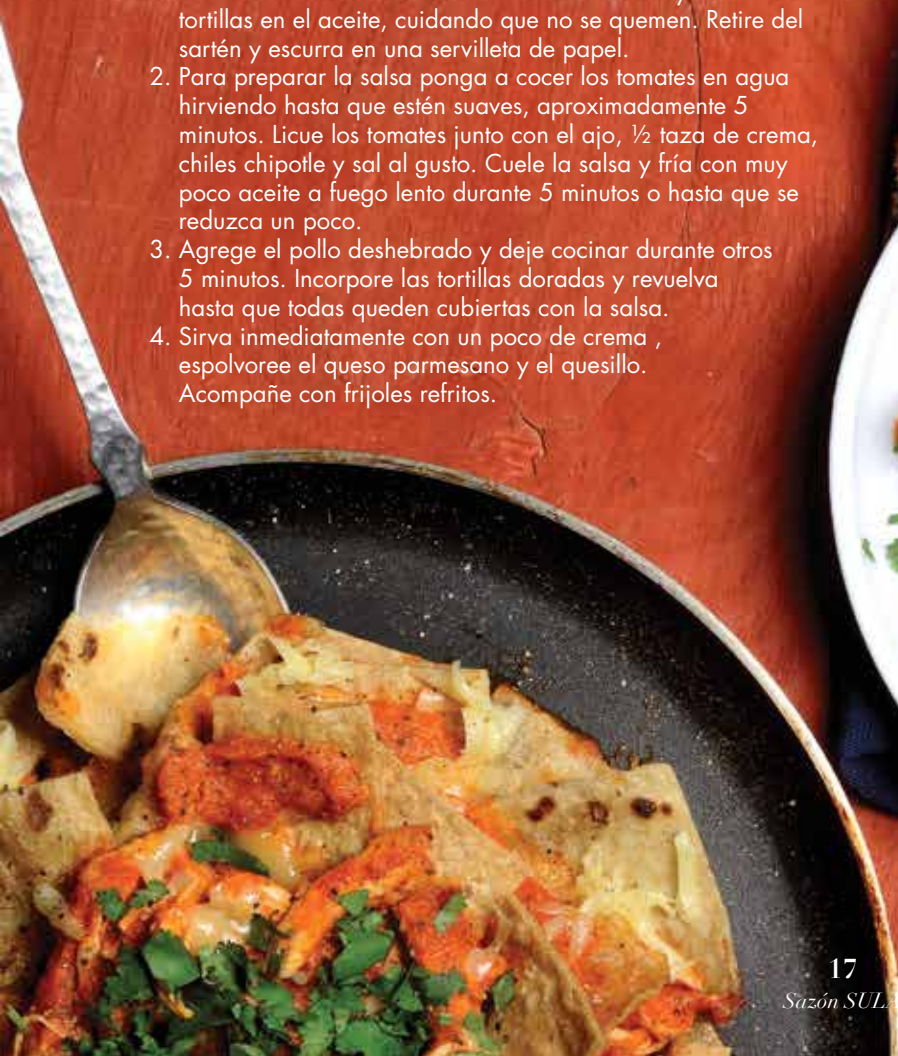 tortillas en el aceite, cuidando que no se quemen. Retire del
sartén y escurra en una servilleta de papel.
2. Para preparar la salsa ponga a cocer los tomates en agua
hirviendo hasta que estén suaves, aproximadamente 5
minutos. Licue los tomates junto con el ajo, ½ taza de crema,
chiles chipotle y sal al gusto. Cuele la salsa y fría con muy
poco aceite a fuego lento durante 5 minutos o hasta que se
reduzca un poco.
3. Agrege el pollo deshebrado y deje cocinar durante otros
5 minutos. Incorpore las tortillas doradas y revuelva
hasta que todas queden cubiertas con la salsa.
4. Sirva inmediatamente con un poco de crema ,
espolvoree el queso parmesano y el quesillo.
Acompañe con frijoles refritos.
17
Sazón SULA